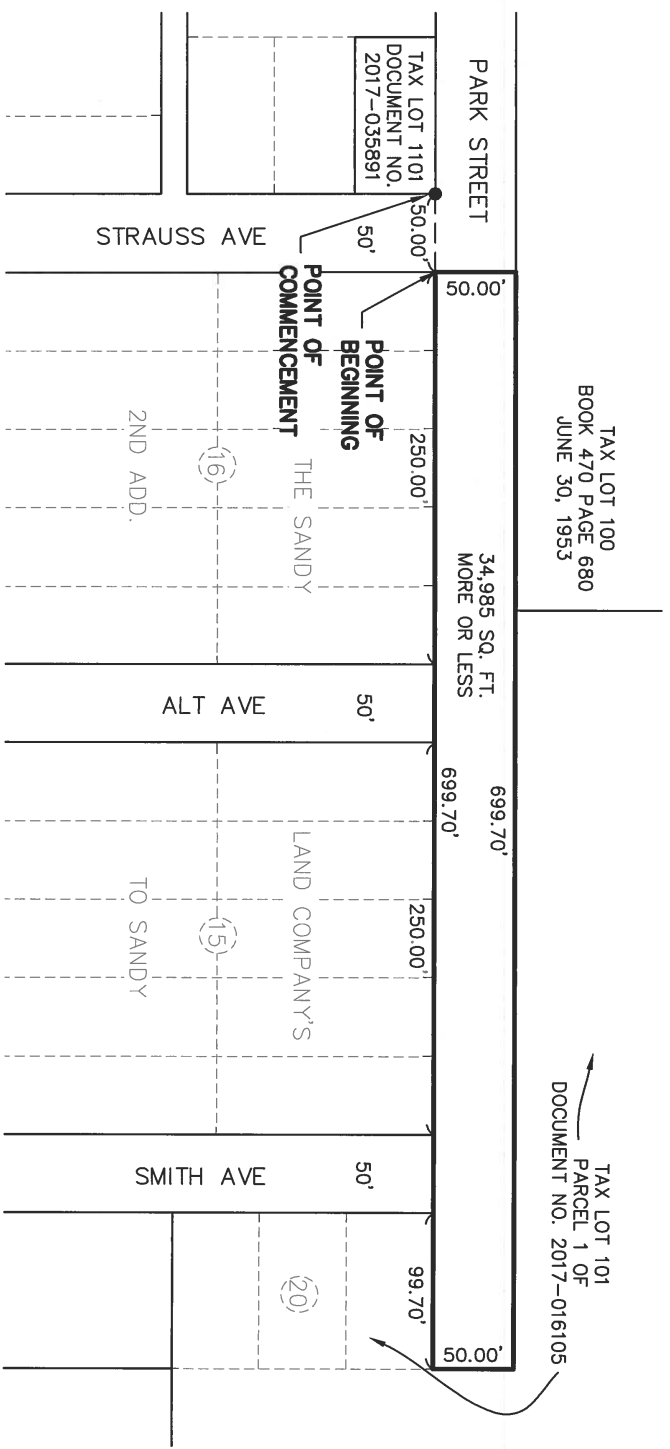 PARK STREET
TAX LOT 1101
DOCUMENT NO.
2017-035891
50.00'
STRAUSS AVE
50'
POINT OF
COMMENCEMENT
POINT OF
BEGINNING
50.00'
TAX LOT 100
BOOK 470 PAGE 680
JUNE 30, 1953
250.00'
THE SANDY
16
2ND ADD.
34,985 SQ. FT.
MORE OR LESS
ALT AVE
50'
699.70'
699.70'
250.00'
LAND COMPANY'S
15
TO SANDY
SMITH AVE
50'
TAX LOT 101
PARCEL 1 OF
DOCUMENT NO. 2017-016105
99.70'
20
50.00'